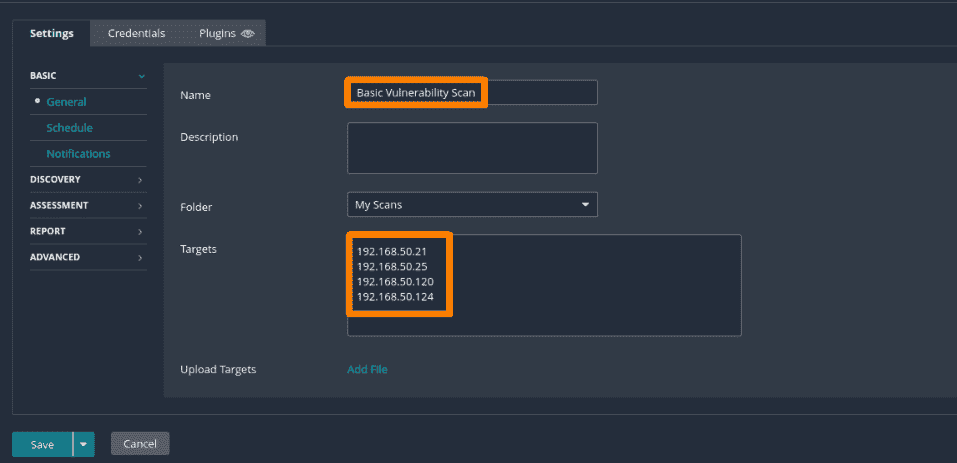 Settings Credentials Plugins
BASIC
General
Schedule
Notifications
DISCOVERY
ASSESSMENT
REPORT
ADVANCED
Name Basic Vulnerability Scan
Description
Folder My Scans
Targets 192.168.50.21
192.168.50.25
192.168.50.120
192.168.50.124
Upload Targets Add File
Save Cancel